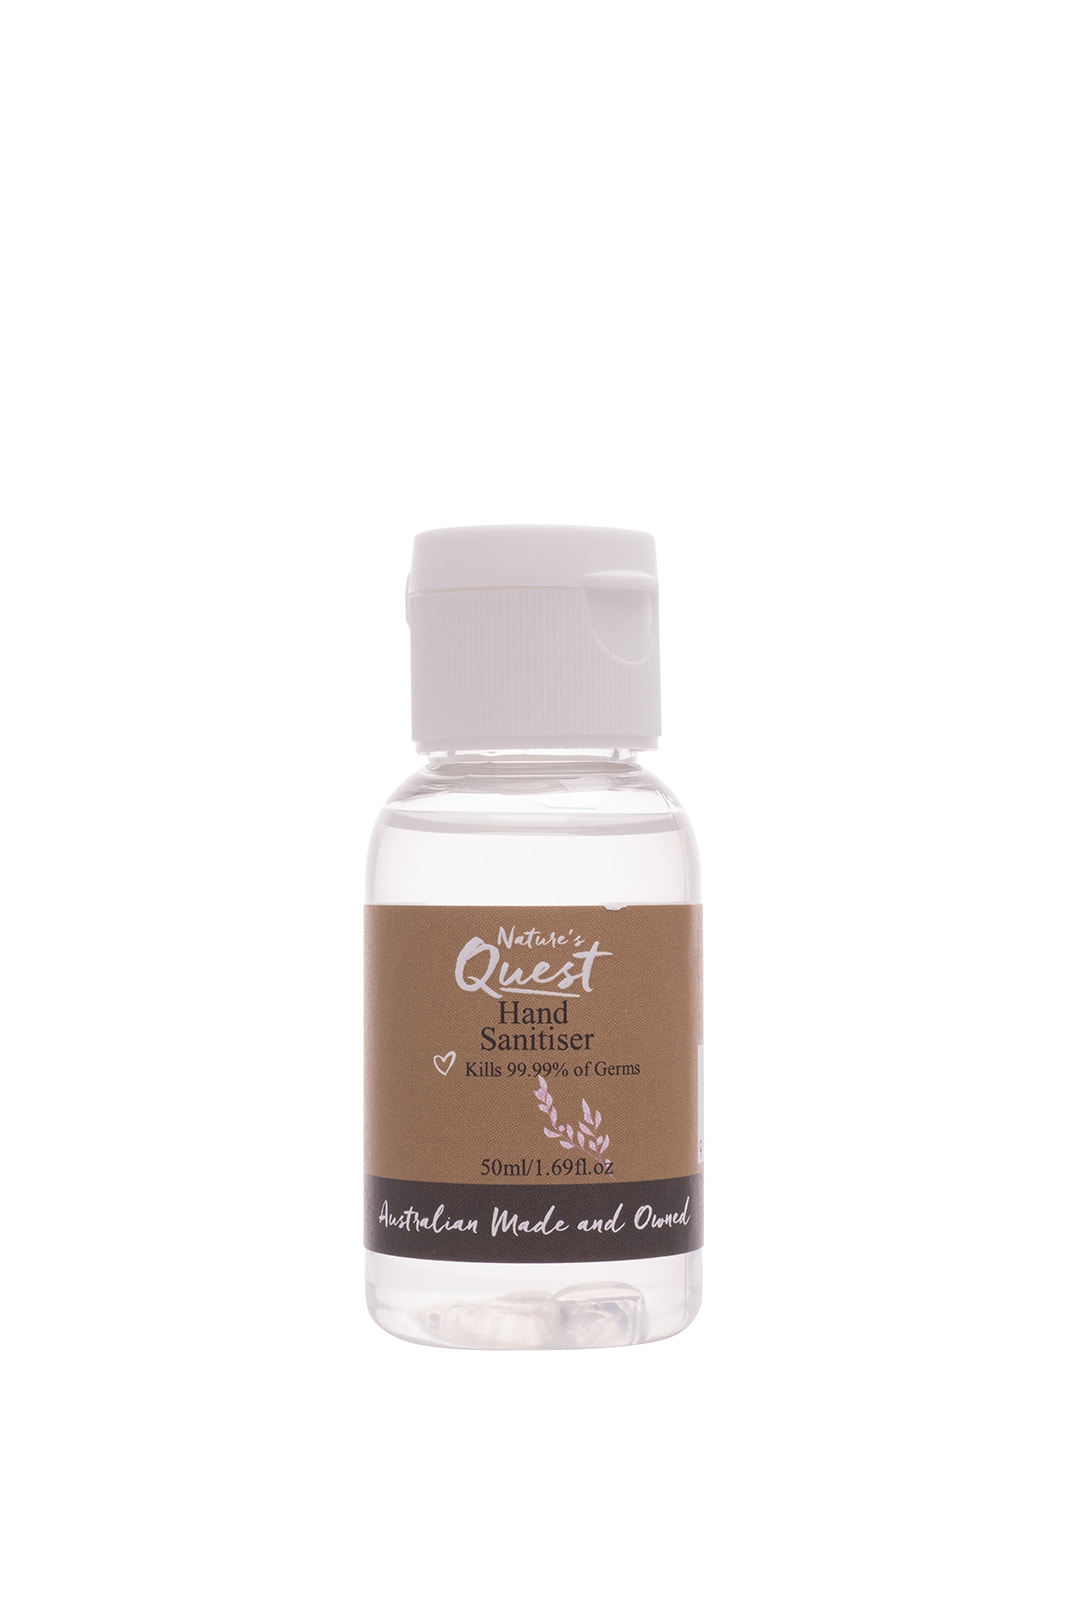 Nature's
Quest
Hand
Sanitiser
Kills 99.99% of Germs
50ml/1.69fl.oz
Australian Made and Owned